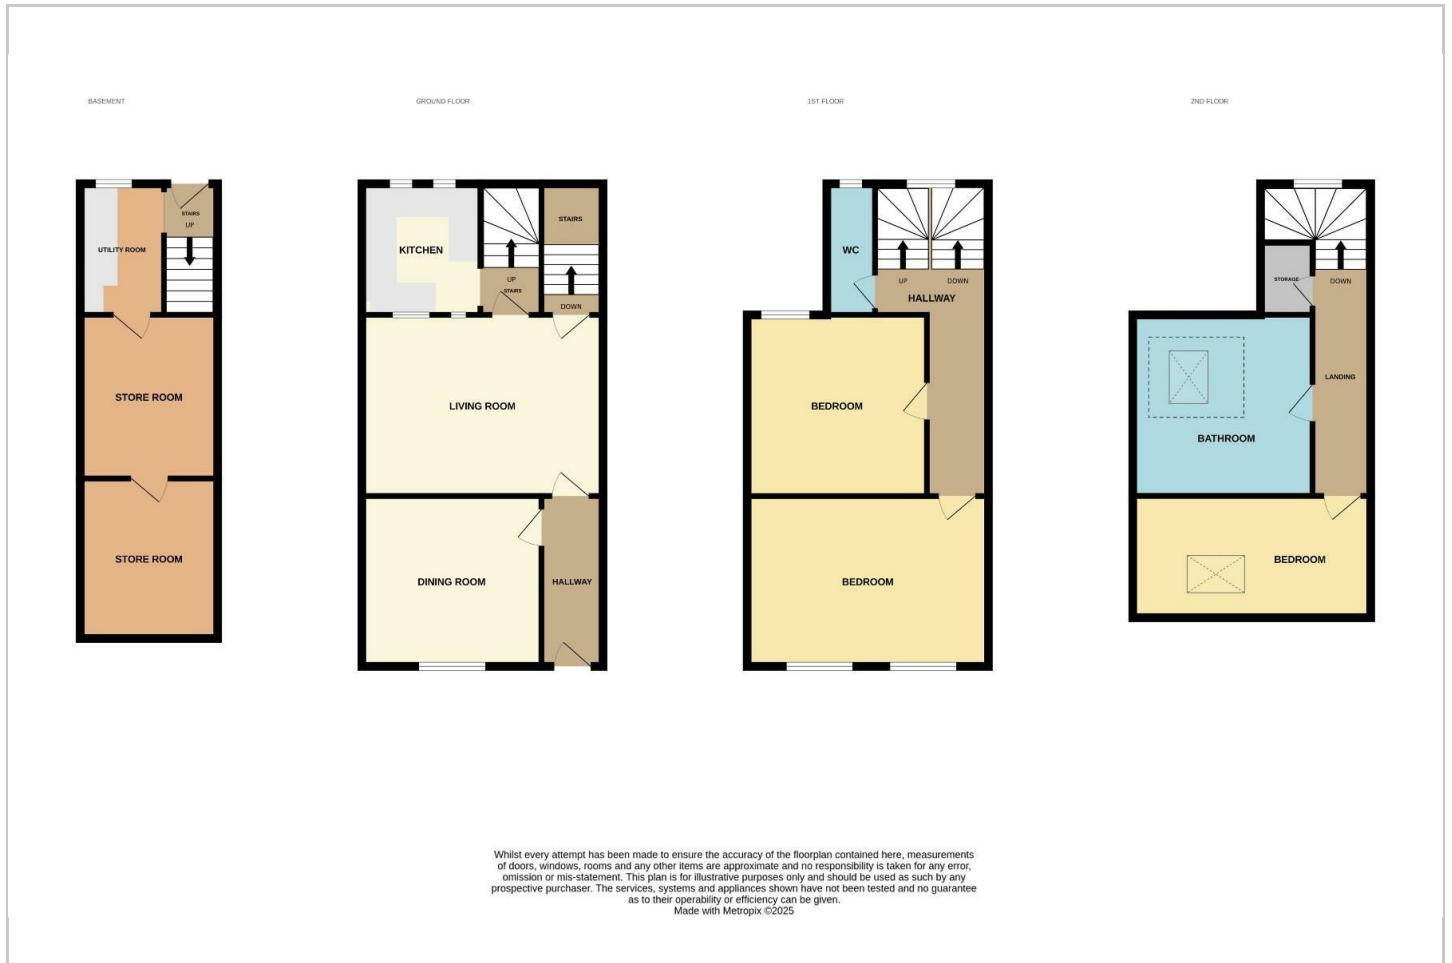 BASEMENT
GROUND FLOOR
1ST FLOOR
2ND FLOOR
STAIRS
UP
UTILITY ROOM
STORE ROOM
STORE ROOM
KITCHEN
STAIRS
UP
STAIRS
DOWN
LIVING ROOM
DINING ROOM
HALLWAY
WC
UP
DOWN
HALLWAY
BEDROOM
BEDROOM
STORAGE
DOWN
LANDING
BATHROOM
BEDROOM
Whilst every attempt has been made to ensure the accuracy of the floorplan contained here, measurements
of doors, windows, rooms and any other items are approximate and no responsibility is taken for any error,
omission or mis-statement. This plan is for illustrative purposes only and should be used as such by any
prospective purchaser. The services, systems and appliances shown have not been tested and no guarantee
as to their operability or efficiency can be given.
Made with Metropix ©2025